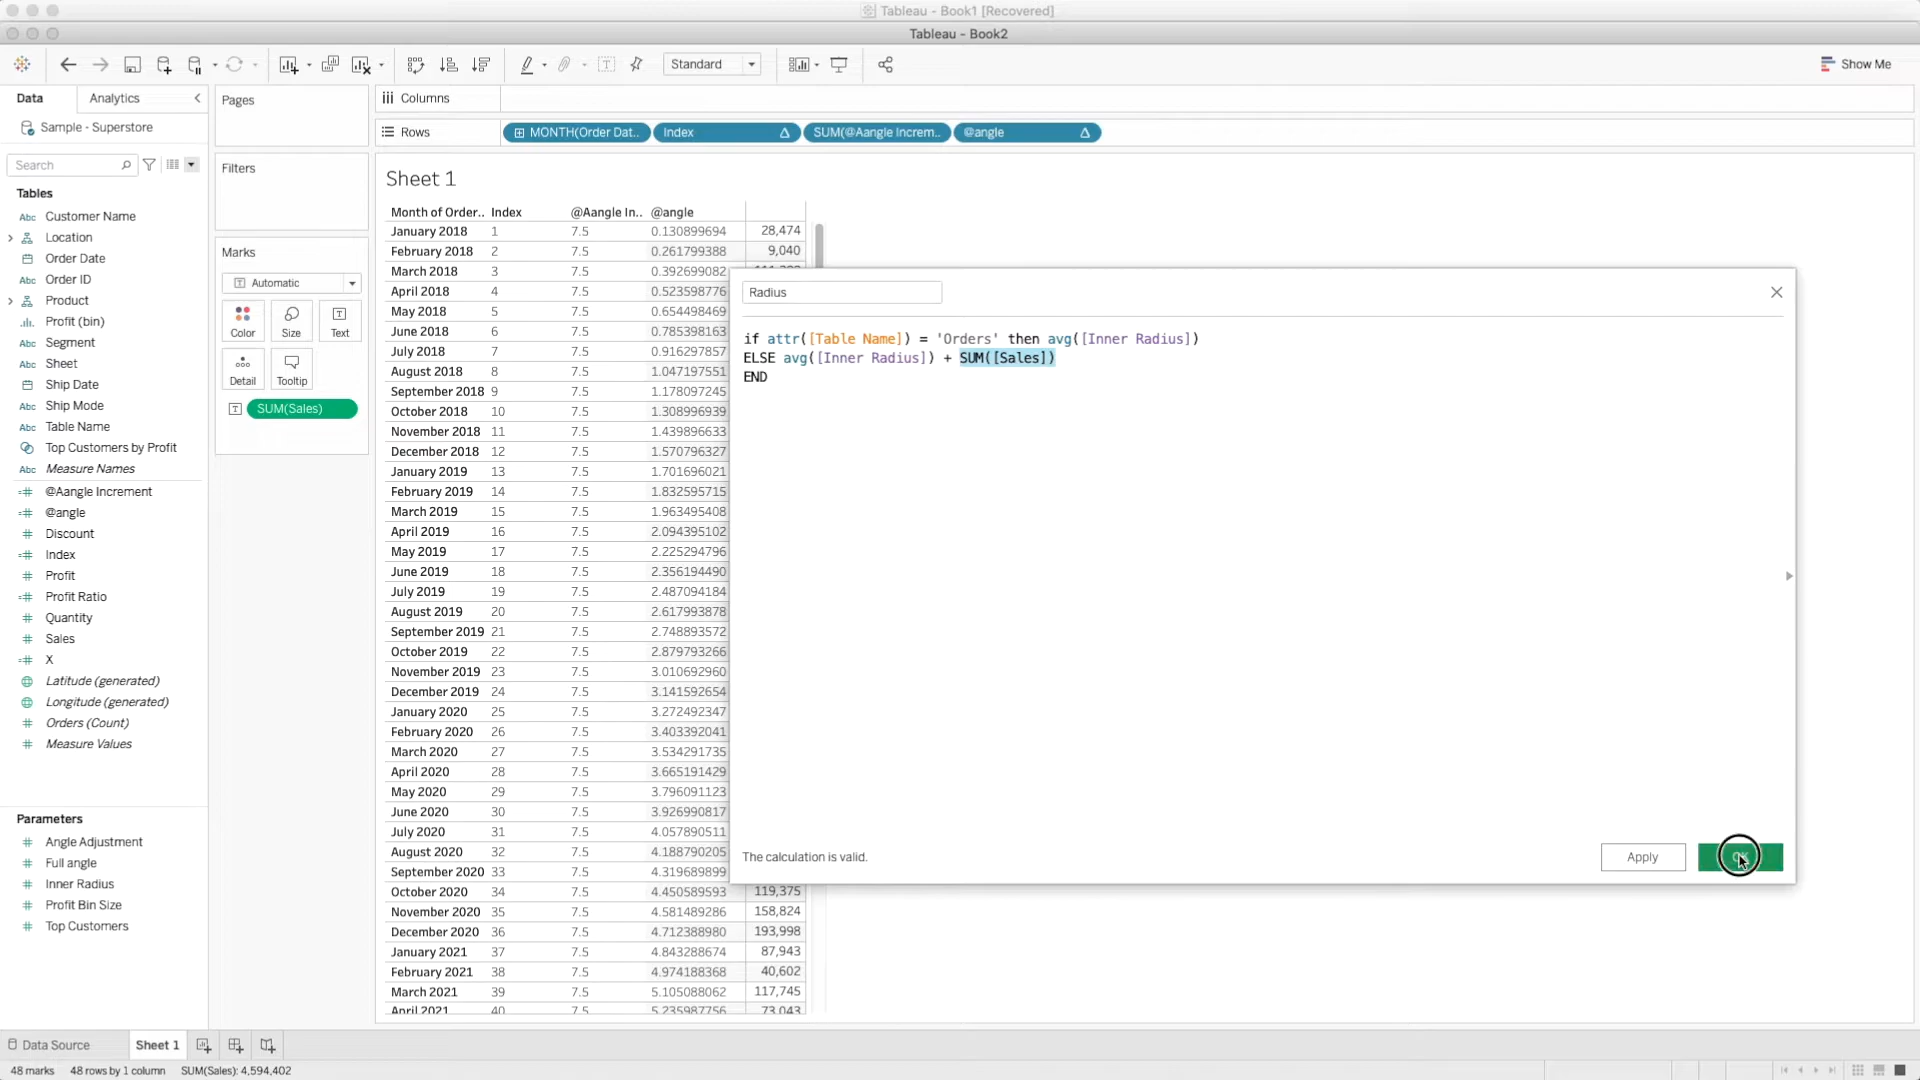 Tableau - Book1 [Recovered]
Tableau - Book2
Standard
Show Me
Data
Analytics
Sample - Superstore
Search
Tables
Abc Customer Name
Location
Order Date
Abc Order ID
Product
Profit (bin)
Abc Segment
Abc Sheet
Ship Date
Abc Ship Mode
Abc Table Name
Top Customers by Profit
Abc Measure Names
@Aangle Increment
@angle
Discount
Index
Profit
Profit Ratio
Quantity
Sales
X
Latitude (generated)
Longitude (generated)
Orders (Count)
Measure Values
Parameters
Angle Adjustment
Full angle
Inner Radius
Profit Bin Size
Top Customers
Pages
Filters
Marks
Automatic
Color
Size
Text
Detail
Tooltip
SUM(Sales)
Columns
Rows
MONTH(Order Dat.. Index SUM(@Aangle Increm.. @angle
Sheet 1
Month of Order.. Index @Aangle In.. @angle
January 2018 1 7.5 0.130899694 28,474
February 2018 2 7.5 0.261799388 9,040
March 2018 3 7.5 0.392699082
April 2018 4 7.5 0.523598776
May 2018 5 7.5 0.654498469
June 2018 6 7.5 0.785398163
July 2018 7 7.5 0.916297857
August 2018 8 7.5 1.047197551
September 2018 9 7.5 1.178097245
October 2018 10 7.5 1.308996939
November 2018 11 7.5 1.439896633
December 2018 12 7.5 1.570796327
January 2019 13 7.5 1.701696021
February 2019 14 7.5 1.832595715
March 2019 15 7.5 1.963495408
April 2019 16 7.5 2.094395102
May 2019 17 7.5 2.225294796
June 2019 18 7.5 2.356194490
July 2019 19 7.5 2.487094184
August 2019 20 7.5 2.617993878
September 2019 21 7.5 2.748893572
October 2019 22 7.5 2.879793266
November 2019 23 7.5 3.010692960
December 2019 24 7.5 3.141592654
January 2020 25 7.5 3.272492347
February 2020 26 7.5 3.403392041
March 2020 27 7.5 3.534291735
April 2020 28 7.5 3.665191429
May 2020 29 7.5 3.796091123
June 2020 30 7.5 3.926990817
July 2020 31 7.5 4.057890511
August 2020 32 7.5 4.188790205
September 2020 33 7.5 4.319689899
October 2020 34 7.5 4.450589593 119,375
November 2020 35 7.5 4.581489286 158,824
December 2020 36 7.5 4.712388980 193,998
January 2021 37 7.5 4.843288674 87,943
February 2021 38 7.5 4.974188368 40,602
March 2021 39 7.5 5.105088062 117,745
April 2021 40 7.5 5.235987756 73,043
Radius
if attr([Table Name]) = 'Orders' then avg([Inner Radius])
ELSE avg([Inner Radius]) + SUM([Sales])
END
The calculation is valid.
Apply
Data Source
Sheet 1
48 marks 48 rows by 1 column SUM(Sales): 4,594,402